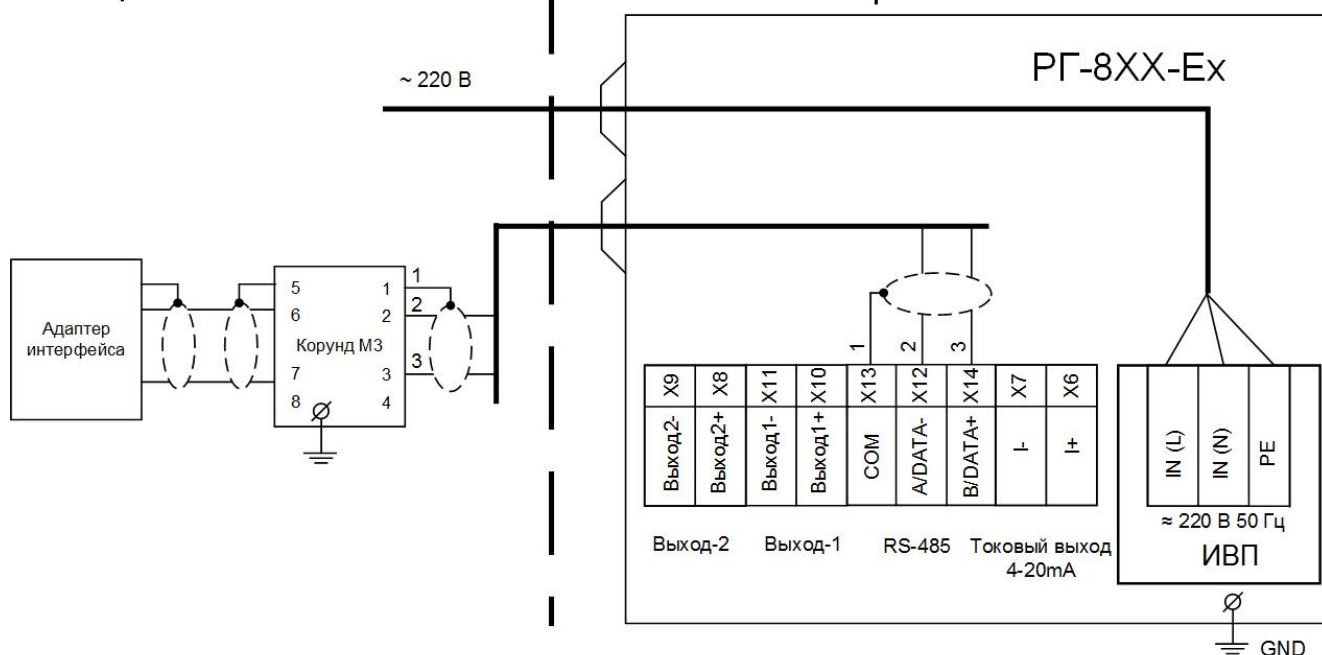 ~ 220 В
РГ-8ХХ-Ех
Адаптер
интерфейса
5
6
7
8
Корунд М3
1
2
3
4
1
2
3
1
2
3
X9
X8
X11
X10
X13
X12
X14
X7
X6
Выход2-
Выход2+
Выход1-
Выход1+
COM
A/DATA-
B/DATA+
I-
I+
Выход-2
Выход-1
RS-485
Токовый выход
4-20mA
IN (L)
IN (N)
PE
≈ 220 В 50 Гц
ИВП
GND